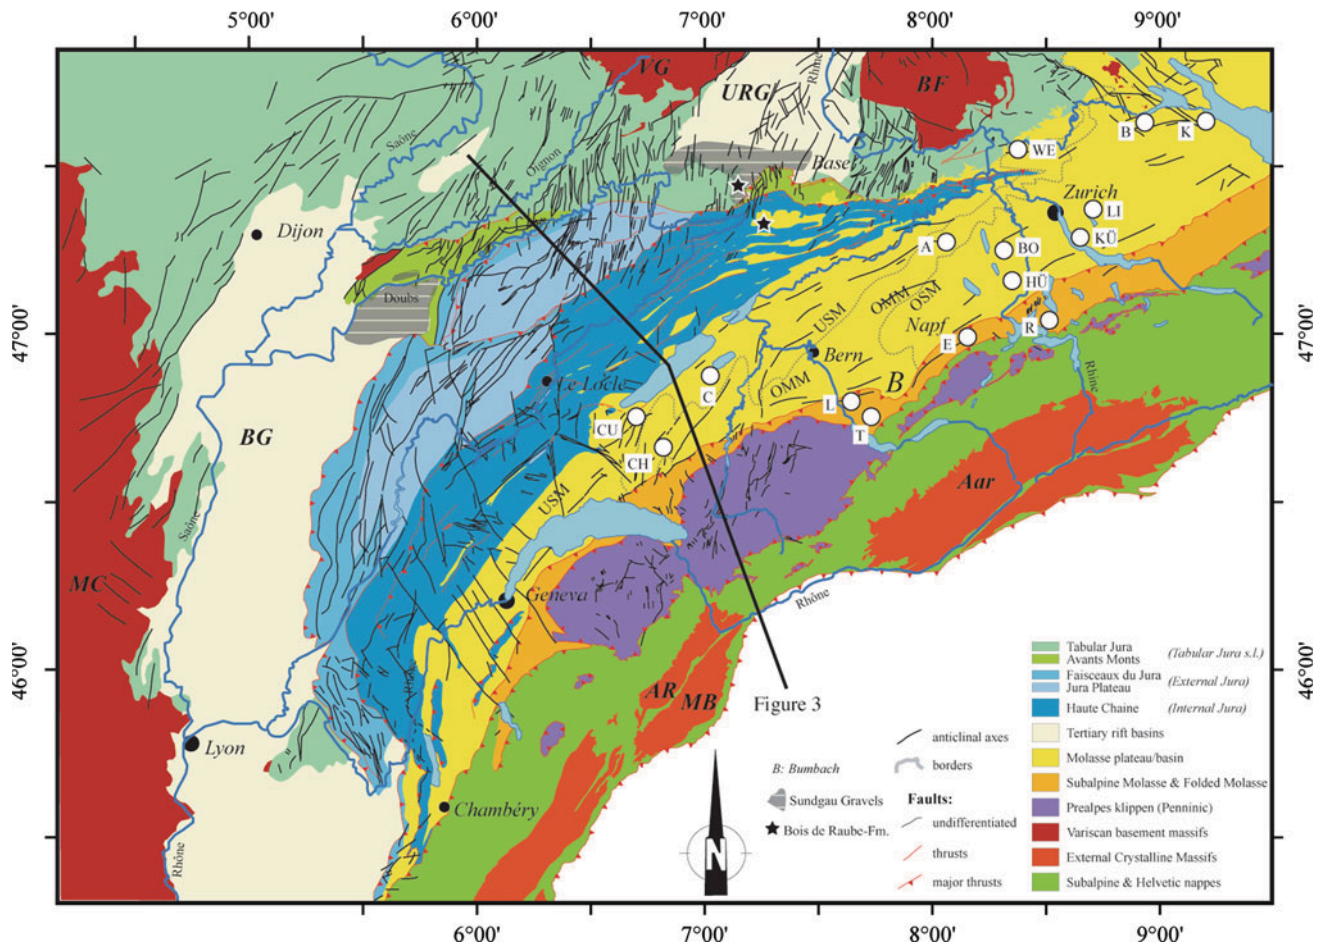 5°00' 6°00' 7°00' 8°00' 9°00'
VG
URG
Rhine
BF
Saône
Oignon
B
K
WE
Basel
Zurich
LI
Dijon
KÜ
A
BO
HÜ
Doubs
OMM
OSM
USM
47°00'
47°00'
Napf
R
E
Bern
Le Locle
OMM
B
Rhine
C
L
CU
T
BG
CH
Aar
USM
Saône
MC
Geneva
Rhône
46°00'
46°00'
AR
MB
Figure 3
Lyon
Chambéry
Rhône
N
B: Bumbach
Sundgau Gravels
Bois de Raube-Fm.
anticlinal axes
borders
Faults:
undifferentiated
thrusts
major thrusts
Tabular Jura
Avants Monts
(Tabular Jura s.l.)
Faisceaux du Jura
Jura Plateau
(External Jura)
Haute Chaine
(Internal Jura)
Tertiary rift basins
Molasse plateau/basin
Subalpine Molasse & Folded Molasse
Prealpes klippen (Penninic)
Variscan basement massifs
External Crystalline Massifs
Subalpine & Helvetic nappes
6°00' 7°00' 8°00' 9°00'